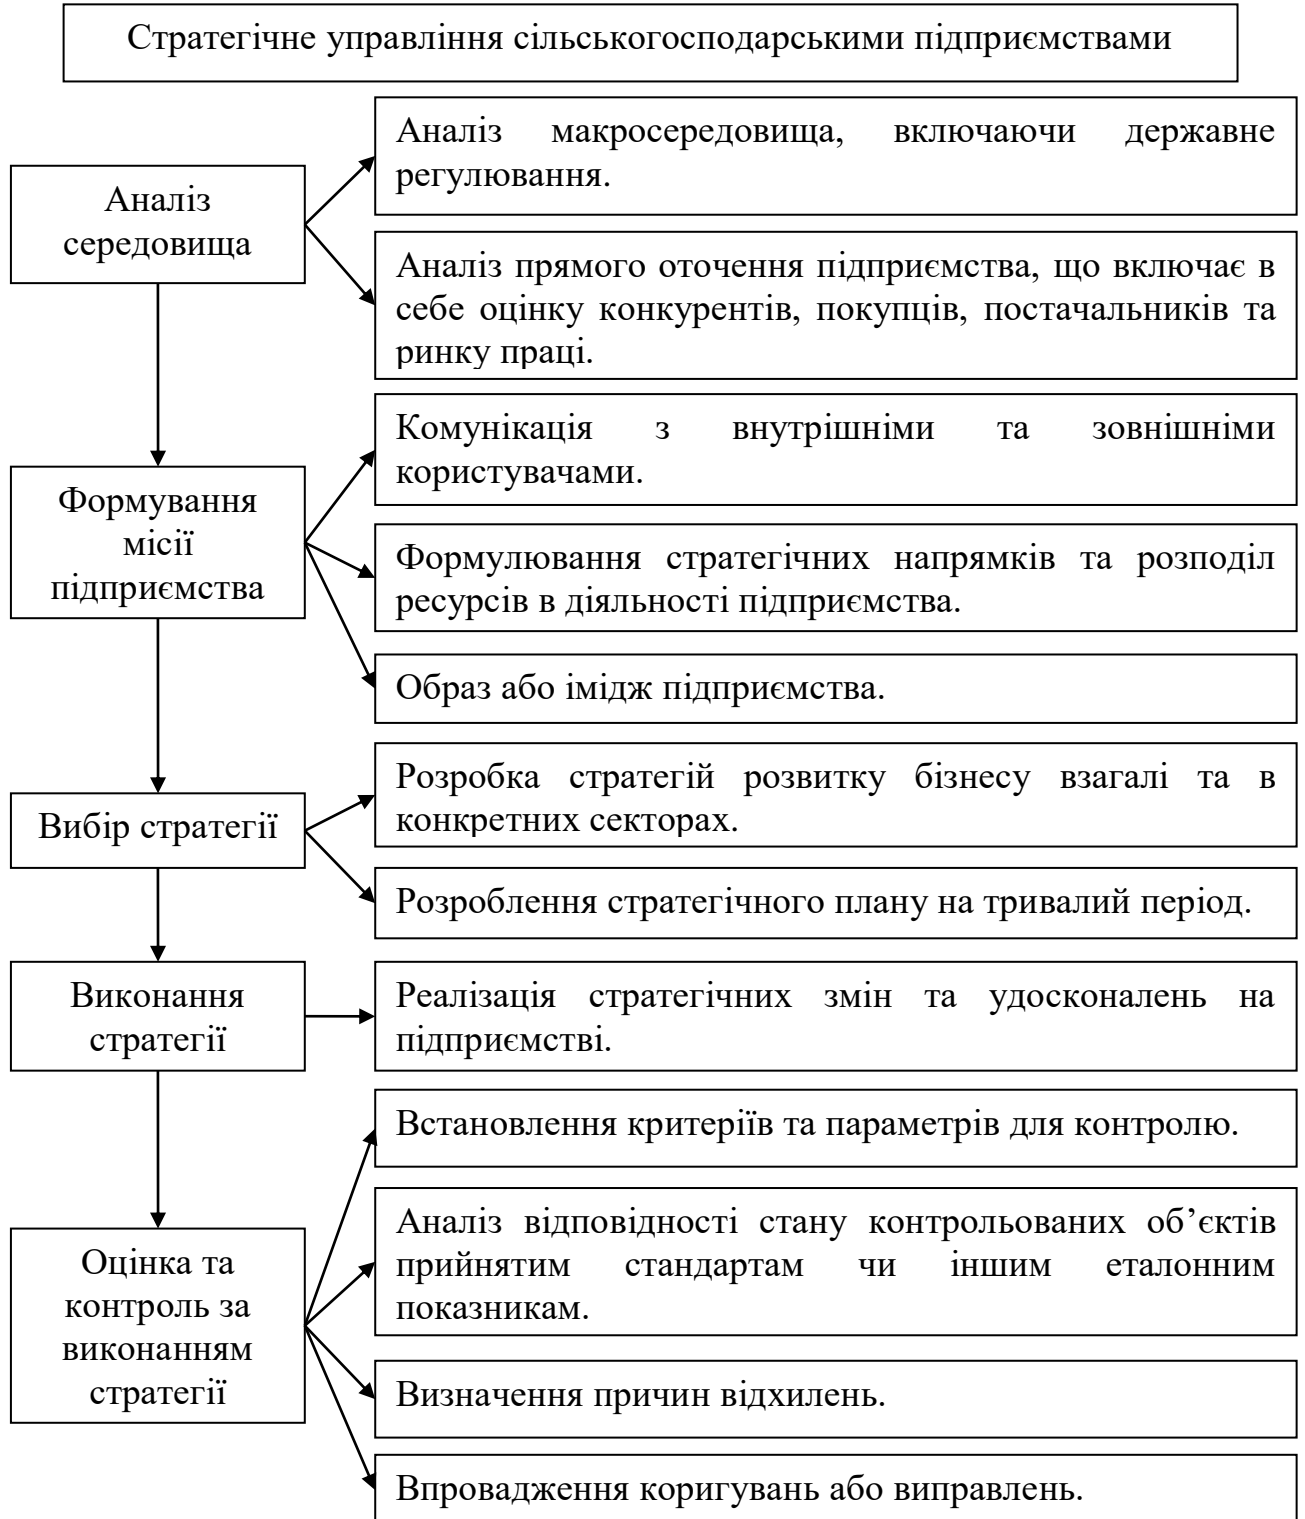 Стратегічне управління сільськогосподарськими підприємствами
Аналіз
середовища
Аналіз макросередовища, включаючи державне
регулювання.
Аналіз прямого оточення підприємства, що включає в
себе оцінку конкурентів, покупців, постачальників та
ринку праці.
Формування
місії
підприємства
Комунікація з внутрішніми та зовнішніми
користувачами.
Формулювання стратегічних напрямків та розподіл
ресурсів в діяльності підприємства.
Образ або імідж підприємства.
Вибір стратегії
Розробка стратегій розвитку бізнесу взагалі та в
конкретних секторах.
Розроблення стратегічного плану на тривалий період.
Виконання
стратегії
Реалізація стратегічних змін та удосконалень на
підприємстві.
Оцінка та
контроль за
виконанням
стратегії
Встановлення критеріїв та параметрів для контролю.
Аналіз відповідності стану контрольованих об’єктів
прийнятим стандартам чи іншим еталонним
показникам.
Визначення причин відхилень.
Впровадження коригувань або виправлень.